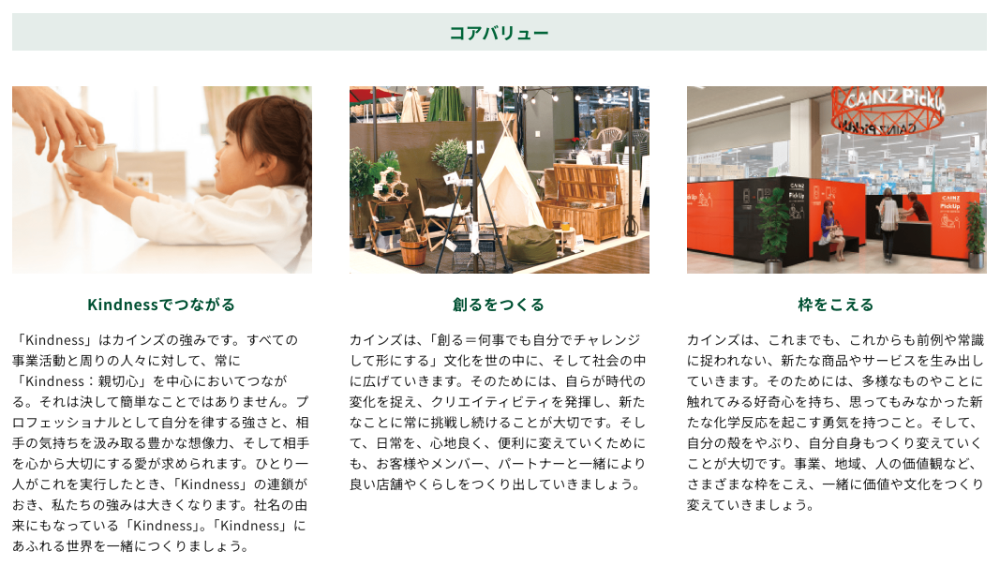 コアバリュー
CAINZ PickUp
CAINZ
PickUp
CAINZ
PickUp
Kindnessでつながる
「Kindness」はカインズの強みです。すべての
事業活動と周りの人々に対して、常に
「Kindness：親切心」を中心においてつなが
る。それは決して簡単なことではありません。プ
ロフェッショナルとして自分を律する強さと、相
手の気持ちを汲み取る豊かな想像力、そして相手
を心から大切にする愛が求められます。ひとり一
人がこれを実行したとき、「Kindness」の連鎖が
おき、私たちの強みは大きくなります。社名の由
来にもなっている「Kindness」。「Kindness」に
あふれる世界を一緒につくりましょう。
創るをつくる
カインズは、「創る＝何事でも自分でチャレンジ
して形にする」文化を世の中に、そして社会の中
に広げていきます。そのためには、自らが時代の
変化を捉え、クリエイティビティを発揮し、新た
なことに常に挑戦し続けることが大切です。そし
て、日常を、心地良く、便利に変えていくために
も、お客様やメンバー、パートナーと一緒により
良い店舗やくらしをつくり出していきましょう。
枠をこえる
カインズは、これまでも、これからも前例や常識
に捉われない、新たな商品やサービスを生み出し
ていきます。そのためには、多様なものやことに
触れてみる好奇心を持ち、思ってもみなかった新
たな化学反応を起こす勇気を持つこと。そして、
自分の殻をやぶり、自分自身もつくり変えていく
ことが大切です。事業、地域、人の価値観など、
さまざまな枠をこえ、一緒に価値や文化をつくり
変えていきましょう。